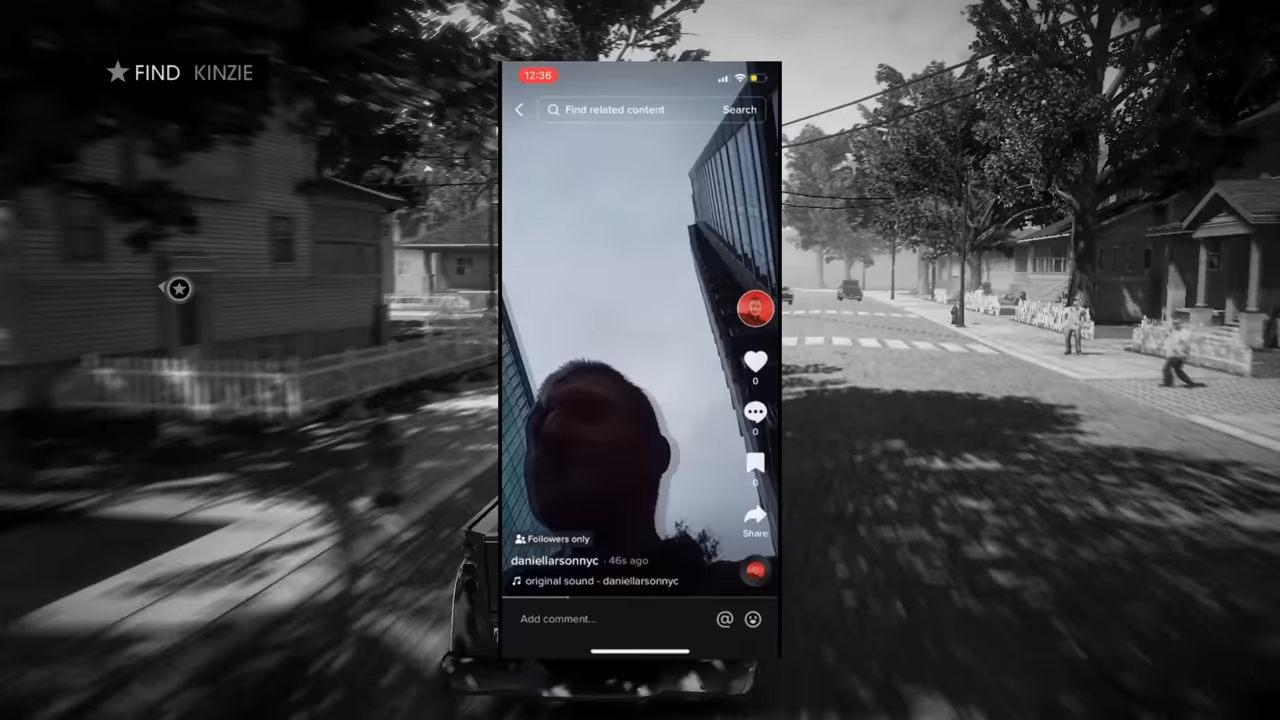 FIND KINZIE
12:36
Find related content Search
0
0
0
Share
Followers only
daniellarsonnyc · 46s ago
original sound - daniellarsonnyc
Add comment...